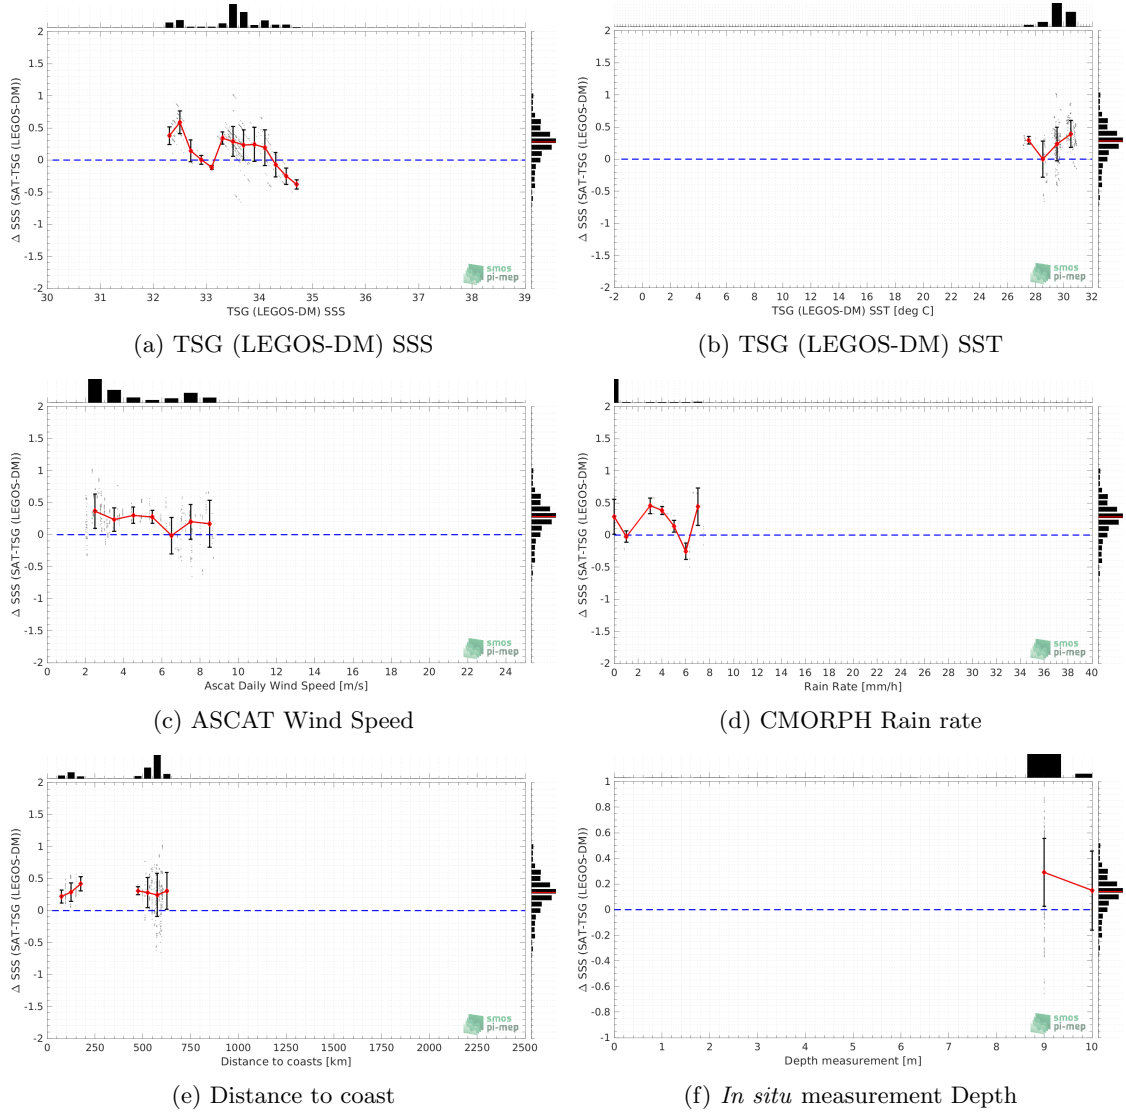 2
1.5
1
0.5
0
-0.5
-1
-1.5
-2
Δ SSS (SAT-TSG (LEGOS-DM))
30 31 32 33 34 35 36 37 38 39
TSG (LEGOS-DM) SSS
smos
pi-mep
(a) TSG (LEGOS-DM) SSS
2
1.5
1
0.5
0
-0.5
-1
-1.5
-2
Δ SSS (SAT-TSG (LEGOS-DM))
-2 0 2 4 6 8 10 12 14 16 18 20 22 24 26 28 30 32
TSG (LEGOS-DM) SST [deg C]
smos
pi-mep
(b) TSG (LEGOS-DM) SST
2
1.5
1
0.5
0
-0.5
-1
-1.5
-2
Δ SSS (SAT-TSG (LEGOS-DM))
0 2 4 6 8 10 12 14 16 18 20 22 24
Ascat Daily Wind Speed [m/s]
smos
pi-mep
(c) ASCAT Wind Speed
2
1.5
1
0.5
0
-0.5
-1
-1.5
-2
Δ SSS (SAT-TSG (LEGOS-DM))
0 2 4 6 8 10 12 14 16 18 20 22 24 26 28 30 32 34 36 38 40
Rain Rate [mm/h]
smos
pi-mep
(d) CMORPH Rain rate
2
1.5
1
0.5
0
-0.5
-1
-1.5
-2
Δ SSS (SAT-TSG (LEGOS-DM))
0 250 500 750 1000 1250 1500 1750 2000 2250 2500
Distance to coasts [km]
smos
pi-mep
(e) Distance to coast
1
0.8
0.6
0.4
0.2
0
-0.2
-0.4
-0.6
-0.8
-1
Δ SSS (SAT-TSG (LEGOS-DM))
0 1 2 3 4 5 6 7 8 9 10
Depth measurement [m]
smos
pi-mep
(f) In situ measurement Depth